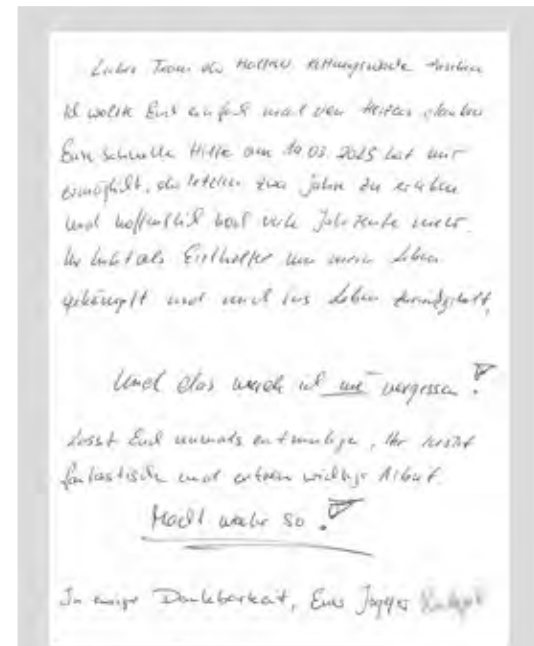 Liebes Team der Rettungswache
Ich wollte Euch einfach mal von Herzen danken
Eure schnelle Hilfe am 10.03. 2025 hat mir
ermöglicht, die letzten zwei Jahre zu erleben
und hoffentlich noch viele Jahrzehnte mehr.
Ihr habt als Ersthelfer um mein Leben
gekämpft und mich ins Leben zurückgeholt,
Und das werde ich nie vergessen!
Lasst Euch niemals entmutigen, Ihr leistet
fantastische und extrem wichtige Arbeit.
Macht weiter so!
In ewiger Dankbarkeit, Euer